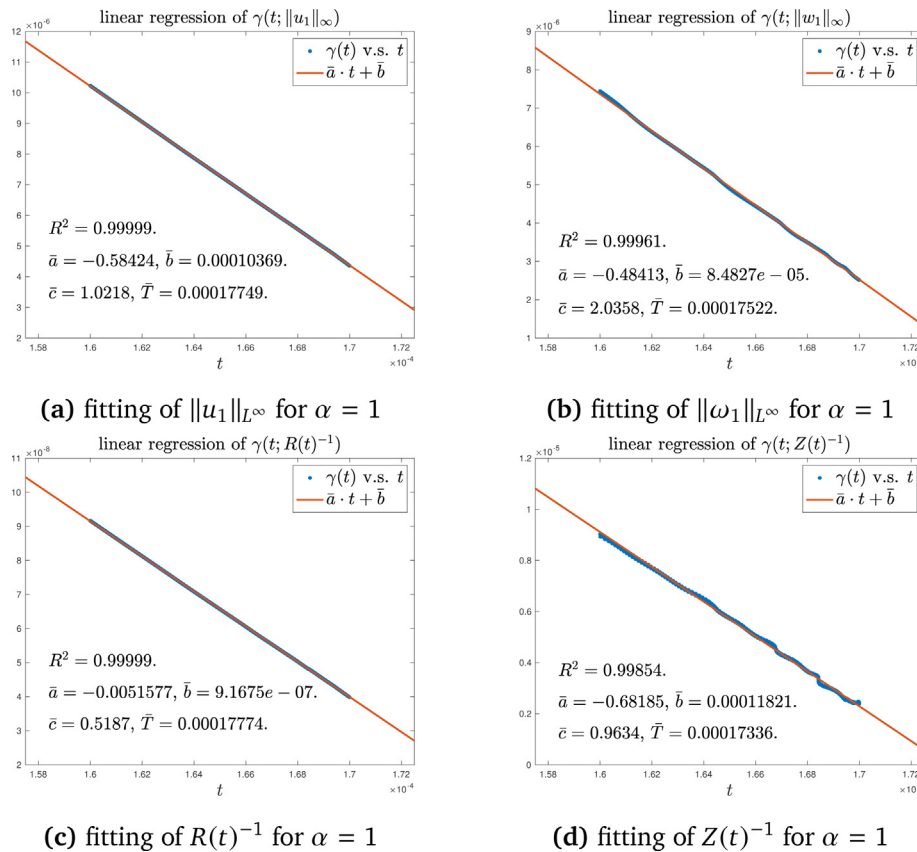 linear regression of γ(t; ‖u₁‖∞)
×10⁻⁶
12
11
10
9
8
7
6
5
4
3
2
γ(t) v.s. t
ā · t + b̄
R² = 0.99999.
ā = −0.58424, b̄ = 0.00010369.
c̄ = 1.0218, T̄ = 0.00017749.
1.58 1.6 1.62 1.64 1.66 1.68 1.7 1.72
×10⁻⁴
t
(a) fitting of ‖u₁‖L∞ for α = 1
linear regression of γ(t; ‖w₁‖∞)
×10⁻⁶
9
8
7
6
5
4
3
2
1
γ(t) v.s. t
ā · t + b̄
R² = 0.99961.
ā = −0.48413, b̄ = 8.4827e − 05.
c̄ = 2.0358, T̄ = 0.00017522.
1.58 1.6 1.62 1.64 1.66 1.68 1.7 1.72
t
(b) fitting of ‖ω₁‖L∞ for α = 1
linear regression of γ(t; R(t)⁻¹)
×10⁻⁸
11
10
9
8
7
6
5
4
3
2
γ(t) v.s. t
ā · t + b̄
R² = 0.99999.
ā = −0.0051577, b̄ = 9.1675e − 07.
c̄ = 0.5187, T̄ = 0.00017774.
1.58 1.6 1.62 1.64 1.66 1.68 1.7 1.72
×10⁻⁴
t
(c) fitting of R(t)⁻¹ for α = 1
linear regression of γ(t; Z(t)⁻¹)
×10⁻⁵
1.2
1
0.8
0.6
0.4
0.2
0
γ(t) v.s. t
ā · t + b̄
R² = 0.99854.
ā = −0.68185, b̄ = 0.00011821.
c̄ = 0.9634, T̄ = 0.00017336.
1.58 1.6 1.62 1.64 1.66 1.68 1.7 1.72
t
(d) fitting of Z(t)⁻¹ for α = 1